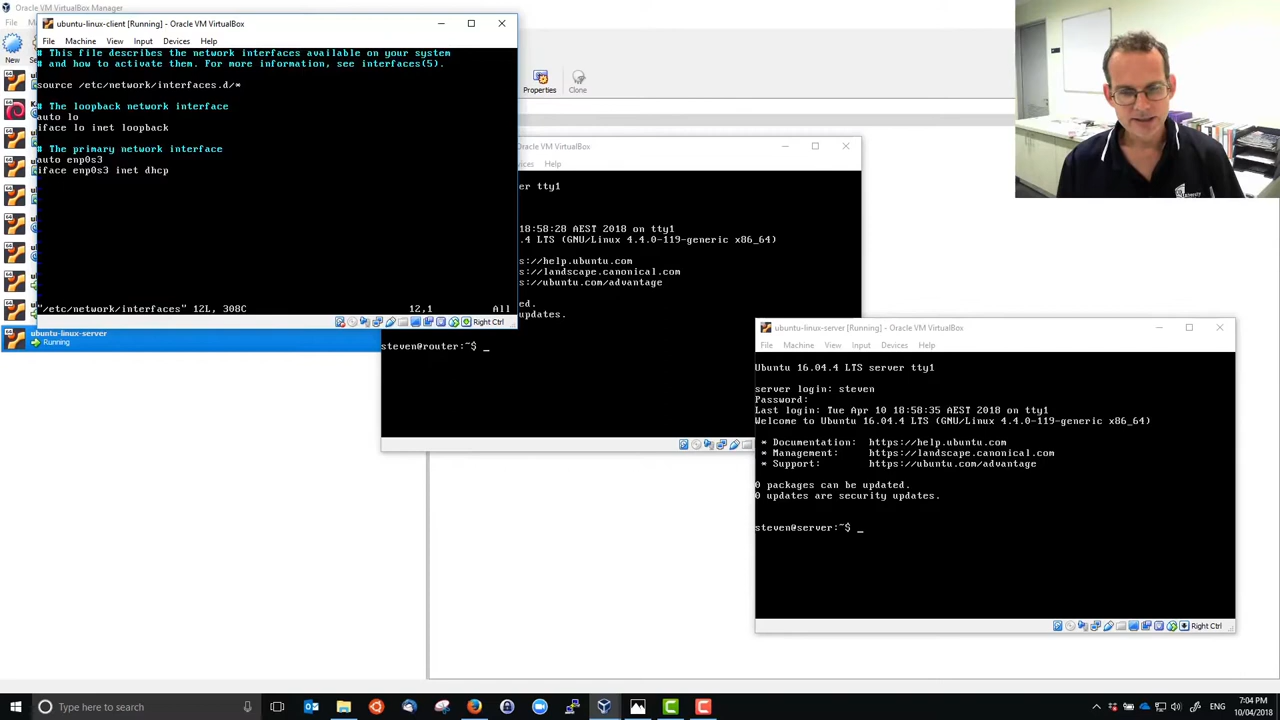 Oracle VM VirtualBox Manager
File
New
Properties
Clone
ubuntu-linux-client [Running] - Oracle VM VirtualBox
File Machine View Input Devices Help
# This file describes the network interfaces available on your system
# and how to activate them. For more information, see interfaces(5).
source /etc/network/interfaces.d/*
# The loopback network interface
auto lo
iface lo inet loopback
# The primary network interface
auto enp0s3
iface enp0s3 inet dhcp
"/etc/network/interfaces" 12L, 308C 12,1 All
Right Ctrl
ubuntu-linux-server
Running
Oracle VM VirtualBox
Help
er tty1
18:58:28 AEST 2018 on tty1
.4 LTS (GNU/Linux 4.4.0-119-generic x86_64)
s://help.ubuntu.com
s://landscape.canonical.com
s://ubuntu.com/advantage
ed.
updates.
steven@router:~$ _
ubuntu-linux-server [Running] - Oracle VM VirtualBox
File Machine View Input Devices Help
Ubuntu 16.04.4 LTS server tty1
server login: steven
Password:
Last login: Tue Apr 10 18:58:35 AEST 2018 on tty1
Welcome to Ubuntu 16.04.4 LTS (GNU/Linux 4.4.0-119-generic x86_64)
* Documentation: https://help.ubuntu.com
* Management: https://landscape.canonical.com
* Support: https://ubuntu.com/advantage
0 packages can be updated.
0 updates are security updates.
steven@server:~$ _
Right Ctrl
Type here to search
ENG
7:04 PM
10/04/2018